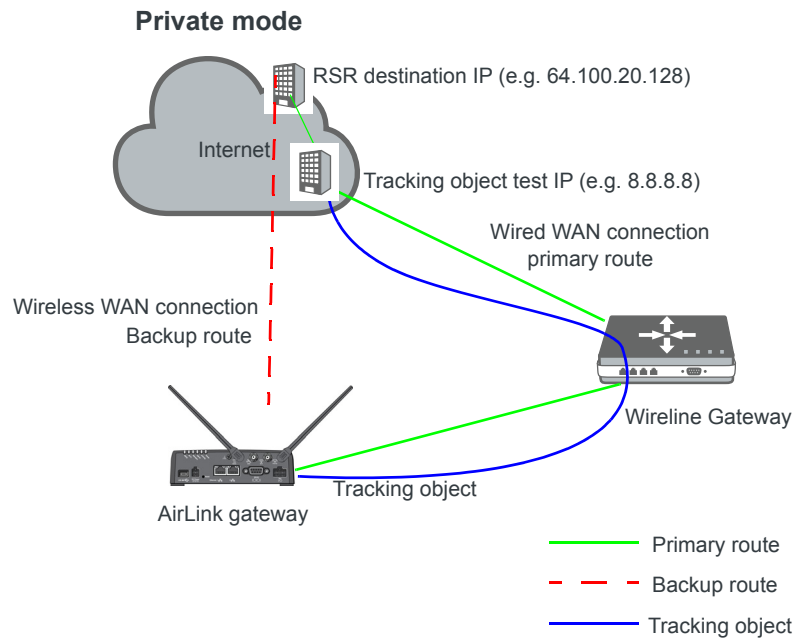 Private mode
RSR destination IP (e.g. 64.100.20.128)
Internet
Tracking object test IP (e.g. 8.8.8.8)
Wired WAN connection
primary route
Wireless WAN connection
Backup route
Wireline Gateway
Tracking object
AirLink gateway
Primary route
Backup route
Tracking object